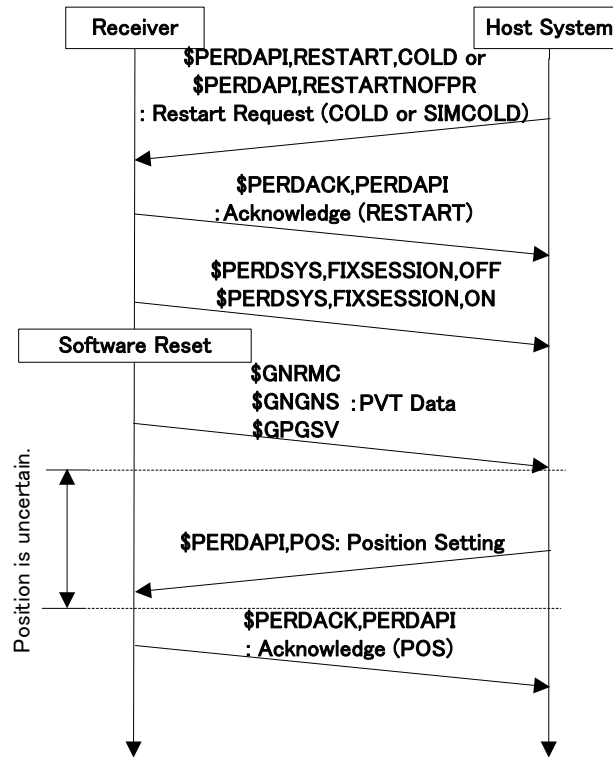 Receiver
Host System
$PERDAPI,RESTART,COLD or
$PERDAPI,RESTARTNOFPR
: Restart Request (COLD or SIMCOLD)
$PERDACK,PERDAPI
:Acknowledge (RESTART)
$PERDSYS,FIXSESSION,OFF
$PERDSYS,FIXSESSION,ON
Software Reset
$GNRMC
$GNGNS :PVT Data
$GPGSV
Position is uncertain.
$PERDAPI,POS: Position Setting
$PERDACK,PERDAPI
: Acknowledge (POS)